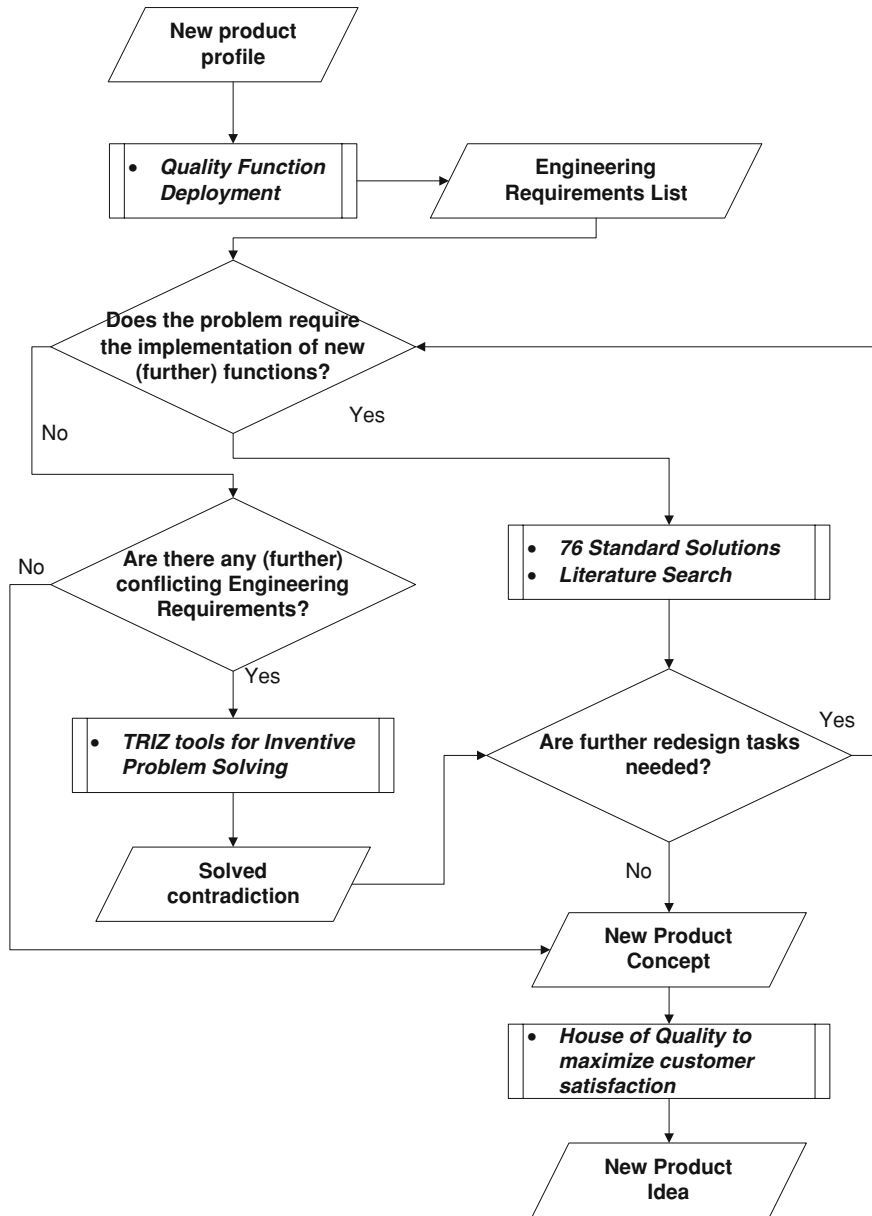 New product
profile
• Quality Function
Deployment
Engineering
Requirements List
Does the problem require
the implementation of new
(further) functions?
No
Yes
Are there any (further)
conflicting Engineering
Requirements?
No
Yes
• 76 Standard Solutions
• Literature Search
• TRIZ tools for Inventive
Problem Solving
Are further redesign tasks
needed?
Yes
No
Solved
contradiction
New Product
Concept
• House of Quality to
maximize customer
satisfaction
New Product
Idea